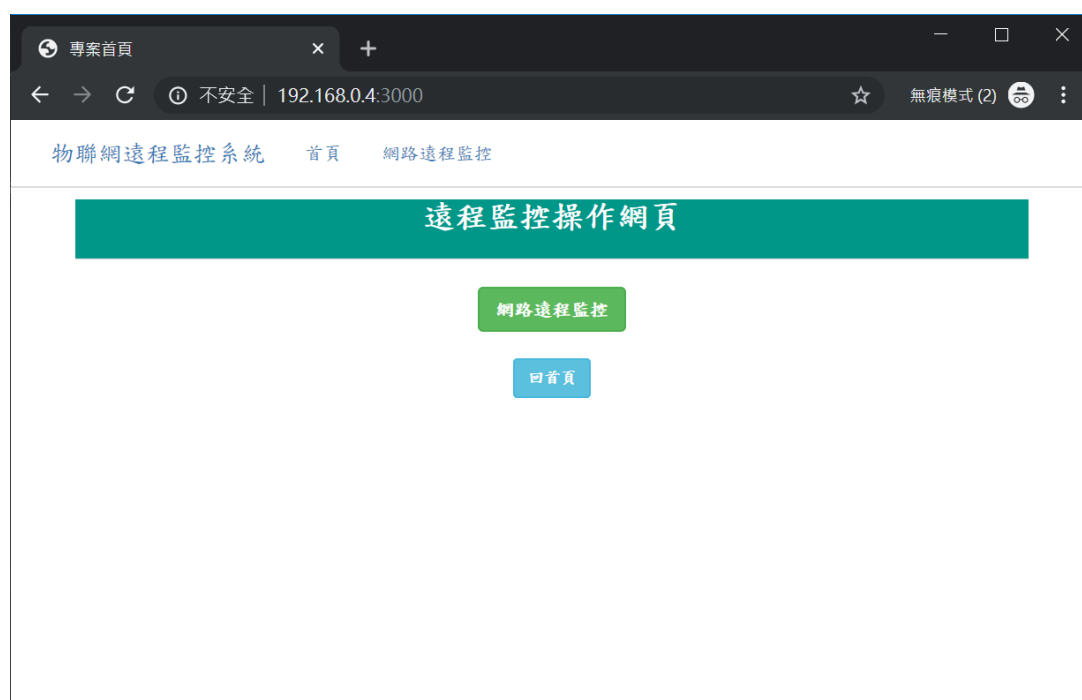 專案首頁
不安全 192.168.0.4:3000 無痕模式 (2)
物聯網遠程監控系統 首頁 網路遠程監控
遠程監控操作網頁
網路遠程監控
回首頁